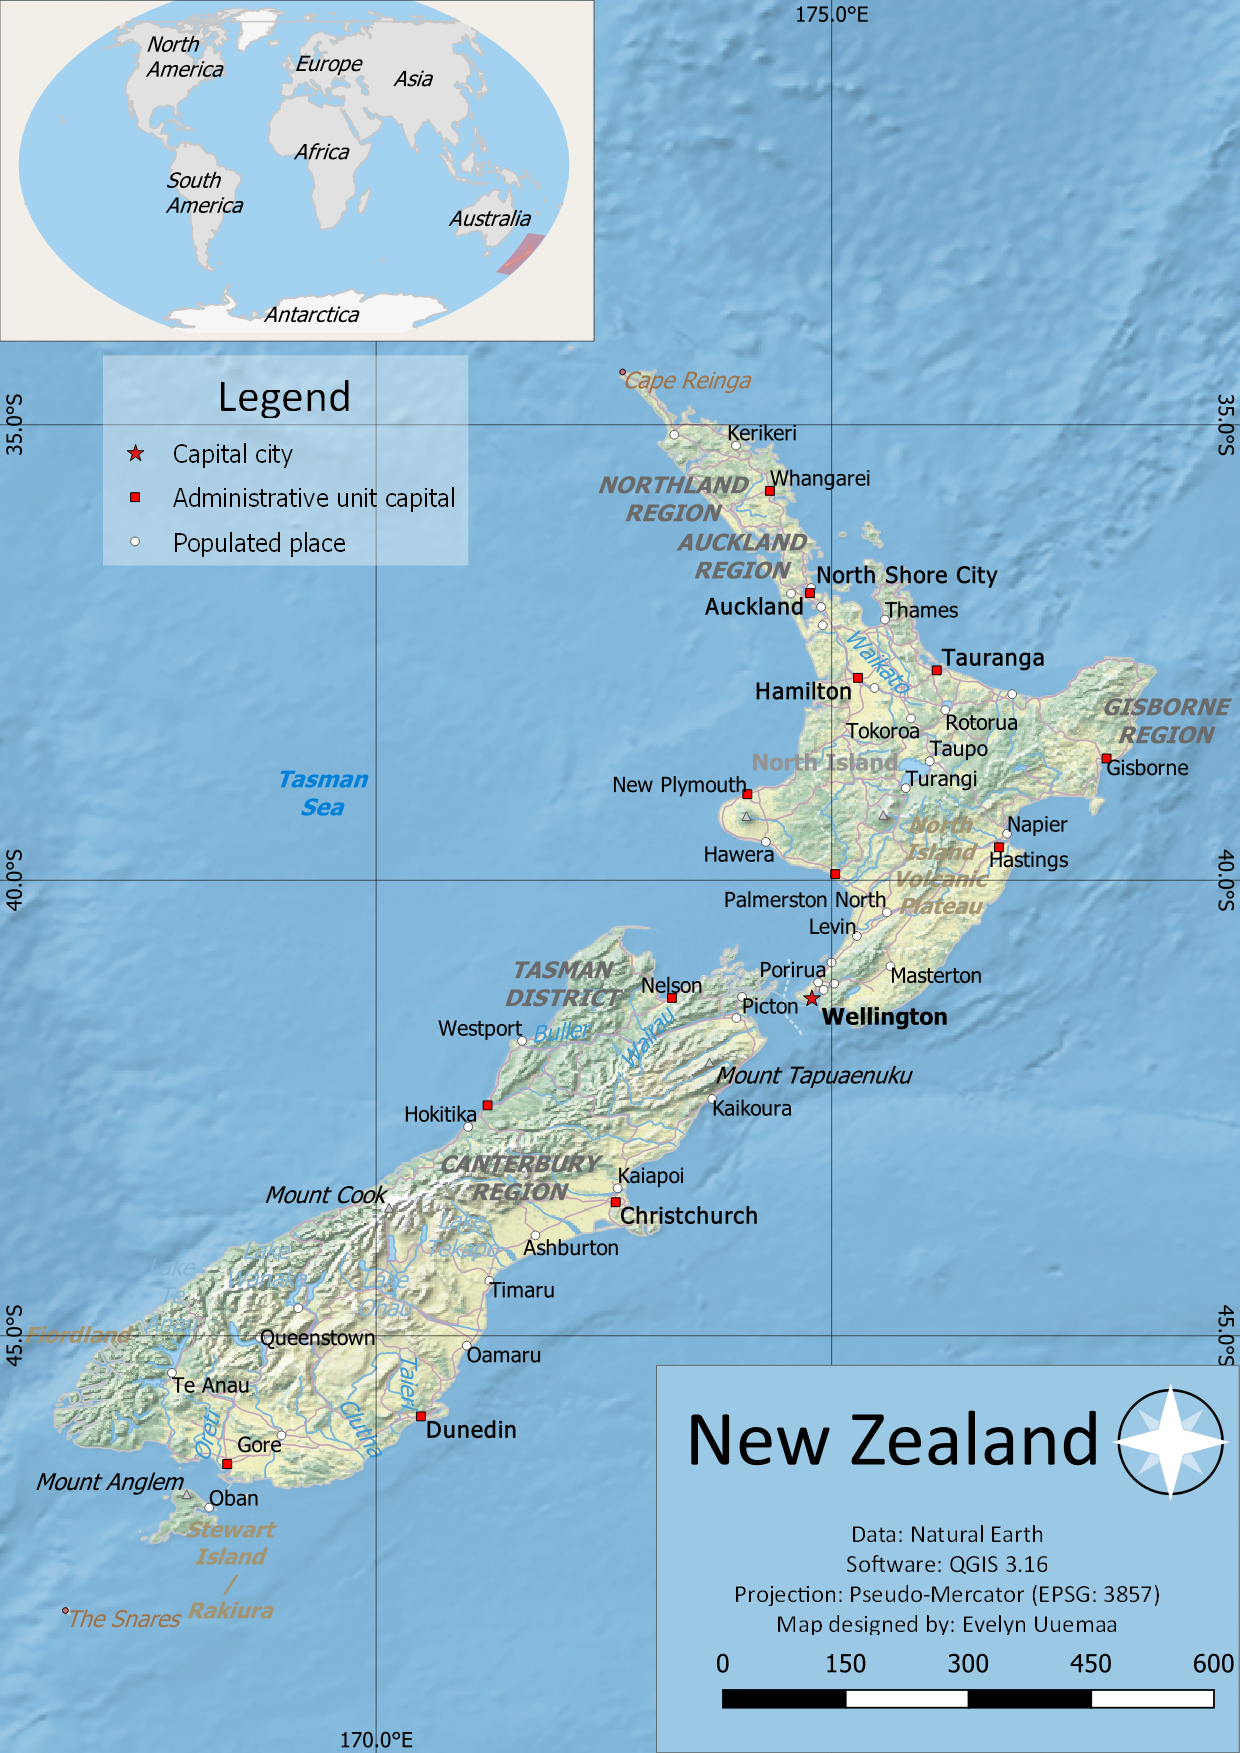 175.0°E
North
America
Europe
Asia
Africa
South
America
Australia
Antarctica
Legend
Capital city
Administrative unit capital
Populated place
35.0°S
35.0°S
Cape Reinga
Kerikeri
NORTHLAND
REGION
Whangarei
AUCKLAND
REGION
North Shore City
Auckland
Thames
Waikato
Tauranga
Hamilton
GISBORNE
REGION
Tokoroa
Rotorua
Taupo
North Island
Gisborne
Turangi
Tasman
Sea
New Plymouth
North
Island
Volcanic
Plateau
Napier
Hawera
Hastings
40.0°S
40.0°S
Palmerston North
Levin
TASMAN
DISTRICT
Nelson
Porirua
Masterton
Picton
Wellington
Westport
Buller
Wairau
Mount Tapuaenuku
Kaikoura
Hokitika
CANTERBURY
REGION
Kaiapoi
Mount Cook
Christchurch
Lake
Tekapo
Ashburton
Lake
Wanaka
Lake
Te
Anau
Lake
Ohau
Timaru
45.0°S
45.0°S
Fiordland
Queenstown
Oamaru
Te Anau
Taieri
Clutha
Oreti
Dunedin
Gore
Mount Anglem
Oban
Stewart
Island
/
Rakiura
The Snares
New Zealand
Data: Natural Earth
Software: QGIS 3.16
Projection: Pseudo-Mercator (EPSG: 3857)
Map designed by: Evelyn Uuemaa
0 150 300 450 600
170.0°E